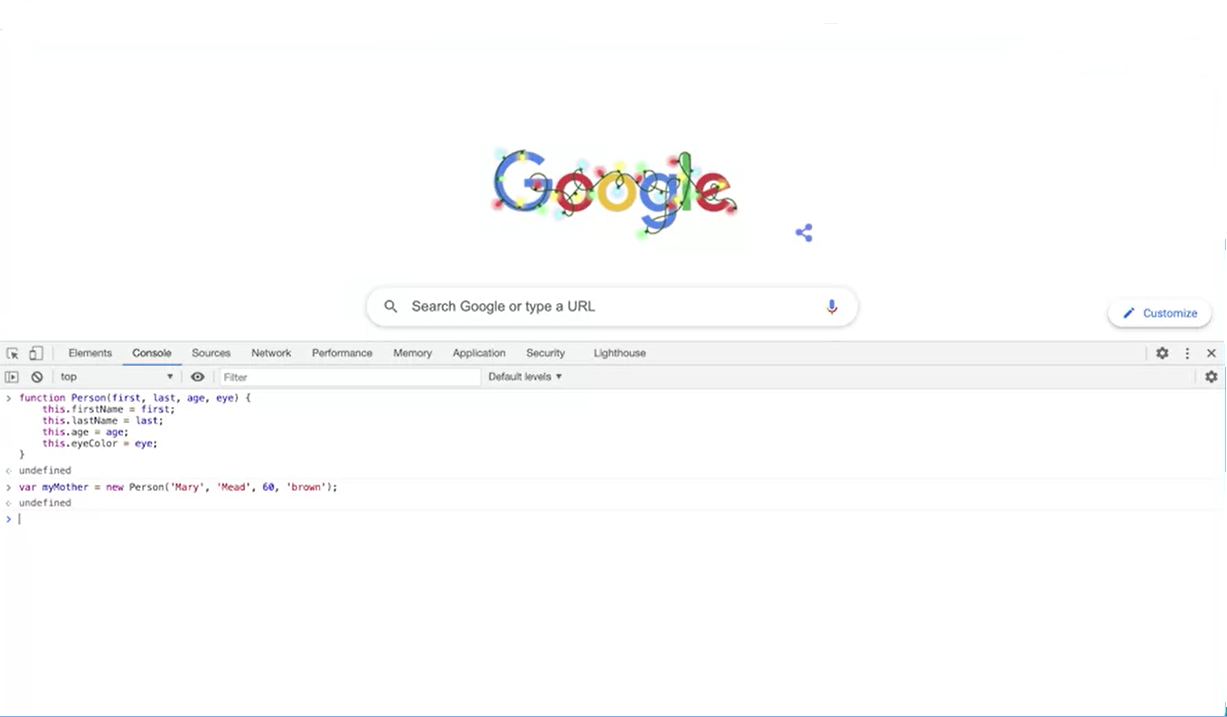 Google
Search Google or type a URL
Customize
Elements Console Sources Network Performance Memory Application Security Lighthouse
top Filter Default levels
function Person(first, last, age, eye) {
    this.firstName = first;
    this.lastName = last;
    this.age = age;
    this.eyeColor = eye;
}
undefined
var myMother = new Person('Mary', 'Mead', 60, 'brown');
undefined